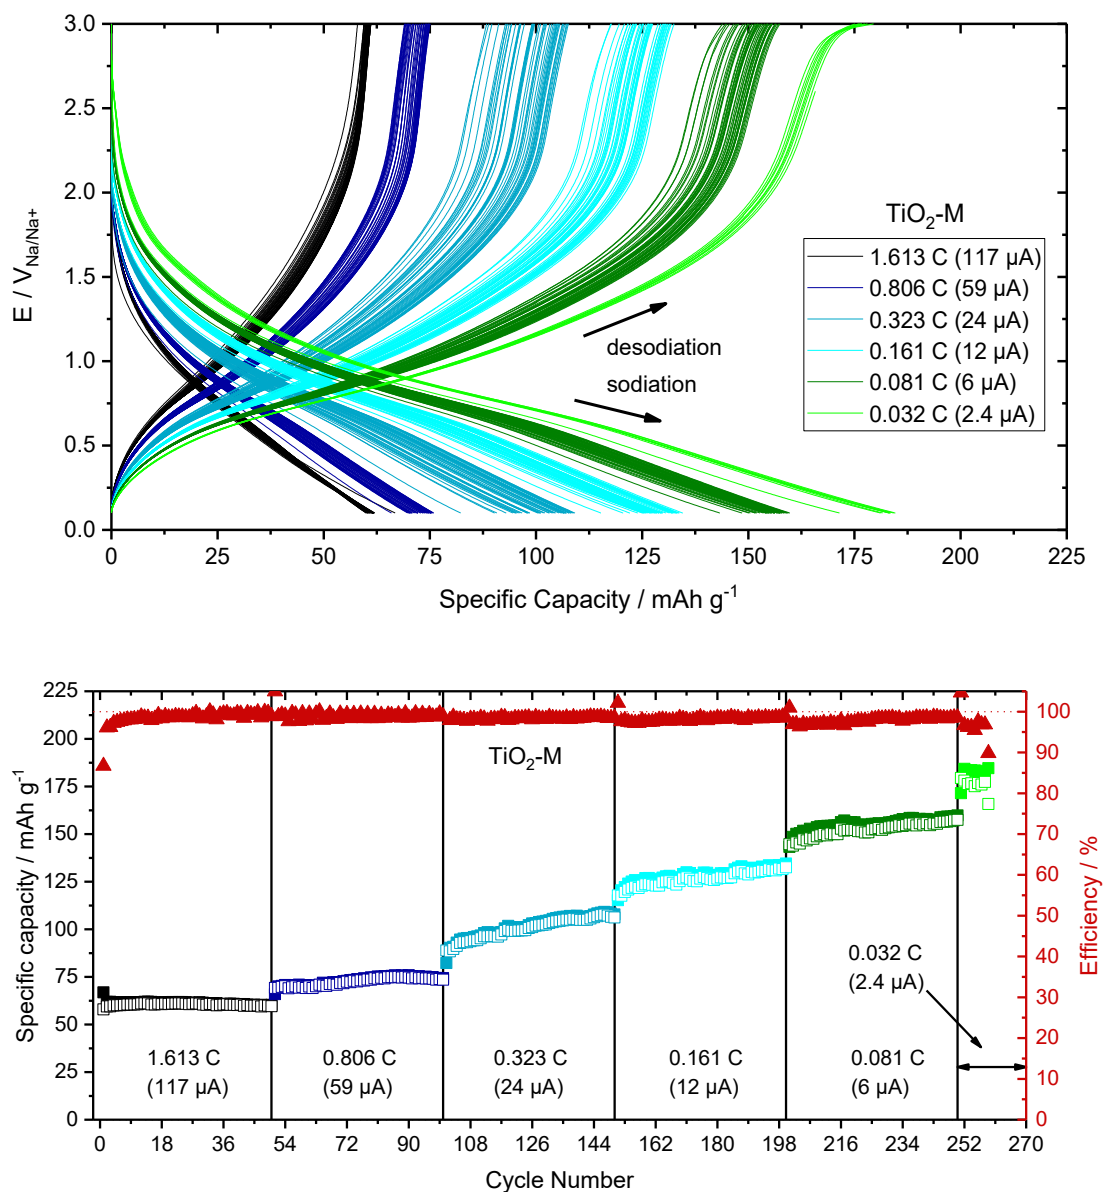 3.0
2.5
2.0
1.5
1.0
0.5
0.0
E / V_Na/Na+
TiO₂-M
1.613 C (117 µA)
0.806 C (59 µA)
0.323 C (24 µA)
0.161 C (12 µA)
0.081 C (6 µA)
0.032 C (2.4 µA)
desodiation
sodiation
0 25 50 75 100 125 150 175 200 225
Specific Capacity / mAh g⁻¹
225
200
175
150
125
100
75
50
25
0
Specific capacity / mAh g⁻¹
TiO₂-M
1.613 C
(117 µA)
0.806 C
(59 µA)
0.323 C
(24 µA)
0.161 C
(12 µA)
0.081 C
(6 µA)
0.032 C
(2.4 µA)
100
90
80
70
60
50
40
30
20
10
0
Efficiency / %
0 18 36 54 72 90 108 126 144 162 180 198 216 234 252 270
Cycle Number